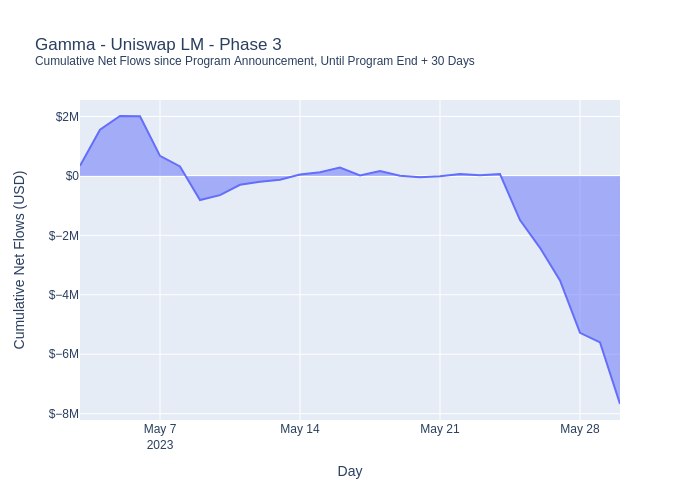 Gamma - Uniswap LM - Phase 3
Cumulative Net Flows since Program Announcement, Until Program End + 30 Days
$2M
$0
$−2M
$−4M
$−6M
$−8M
Cumulative Net Flows (USD)
May 7
2023
May 14
May 21
May 28
Day